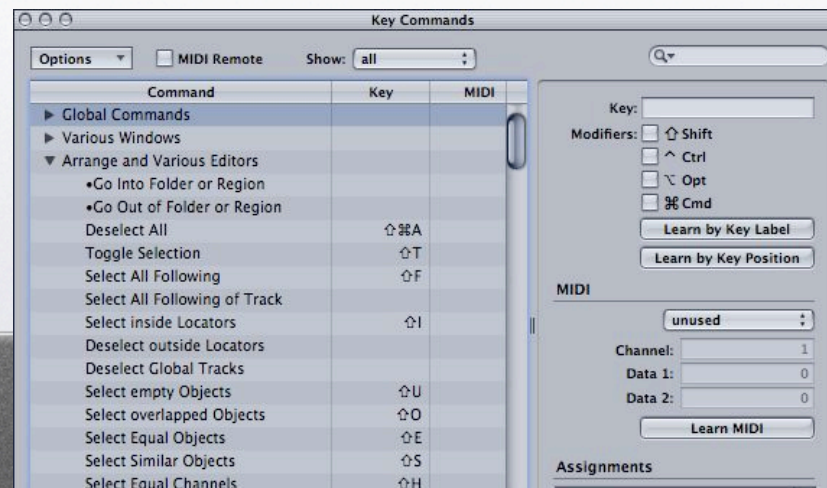 Key Commands
Options MIDI Remote Show: all
Command Key MIDI
Global Commands
Various Windows
Arrange and Various Editors
•Go Into Folder or Region
•Go Out of Folder or Region
Deselect All ⇧⌘A
Toggle Selection ⇧T
Select All Following ⇧F
Select All Following of Track
Select inside Locators ⇧I
Deselect outside Locators
Deselect Global Tracks
Select empty Objects ⇧U
Select overlapped Objects ⇧O
Select Equal Objects ⇧E
Select Similar Objects ⇧S
Select Equal Channels ⇧H
Key:
Modifiers: ⇧ Shift
^ Ctrl
⌥ Opt
⌘ Cmd
Learn by Key Label
Learn by Key Position
MIDI
unused
Channel: 1
Data 1: 0
Data 2: 0
Learn MIDI
Assignments